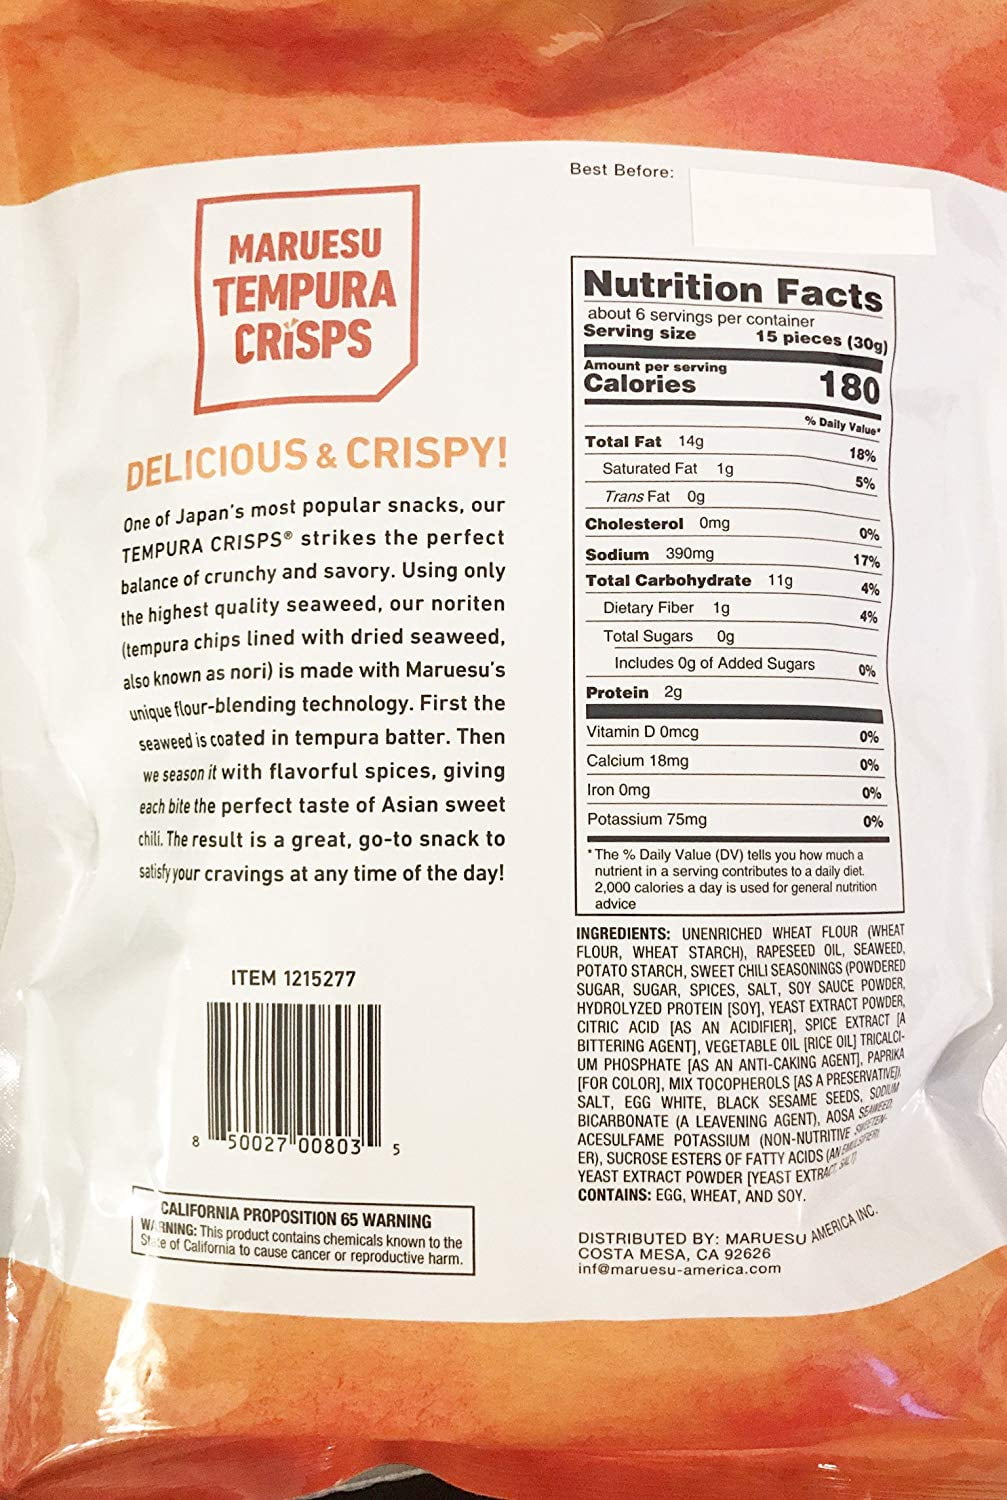 Best Before:
MARUESU
TEMPURA
CRISPS
DELICIOUS & CRISPY!
One of Japan's most popular snacks, our
TEMPURA CRISPS® strikes the perfect
balance of crunchy and savory. Using only
the highest quality seaweed, our noriten
(tempura chips lined with dried seaweed,
also known as nori) is made with Maruesu's
unique flour-blending technology. First the
seaweed is coated in tempura batter. Then
we season it with flavorful spices, giving
each bite the perfect taste of Asian sweet
chili. The result is a great, go-to snack to
satisfy your cravings at any time of the day!
ITEM 1215277
8 50027 00803 5
CALIFORNIA PROPOSITION 65 WARNING
WARNING: This product contains chemicals known to the
State of California to cause cancer or reproductive harm.
Nutrition Facts
about 6 servings per container
Serving size 15 pieces (30g)
Amount per serving
Calories 180
% Daily Value*
Total Fat 14g 18%
Saturated Fat 1g 5%
Trans Fat 0g
Cholesterol 0mg 0%
Sodium 390mg 17%
Total Carbohydrate 11g 4%
Dietary Fiber 1g 4%
Total Sugars 0g
Includes 0g of Added Sugars 0%
Protein 2g
Vitamin D 0mcg 0%
Calcium 18mg 0%
Iron 0mg 0%
Potassium 75mg 0%
* The % Daily Value (DV) tells you how much a
nutrient in a serving contributes to a daily diet.
2,000 calories a day is used for general nutrition
advice
INGREDIENTS: UNENRICHED WHEAT FLOUR (WHEAT
FLOUR, WHEAT STARCH), RAPESEED OIL, SEAWEED,
POTATO STARCH, SWEET CHILI SEASONINGS (POWDERED
SUGAR, SUGAR, SPICES, SALT, SOY SAUCE POWDER,
HYDROLYZED PROTEIN [SOY], YEAST EXTRACT POWDER,
CITRIC ACID [AS AN ACIDIFIER], SPICE EXTRACT [A
BITTERING AGENT], VEGETABLE OIL [RICE OIL] TRICALCI-
UM PHOSPHATE [AS AN ANTI-CAKING AGENT], PAPRIKA
[FOR COLOR], MIX TOCOPHEROLS [AS A PRESERVATIVE]),
SALT, EGG WHITE, BLACK SESAME SEEDS, SODIUM
BICARBONATE (A LEAVENING AGENT), AOSA SEAWEED,
ACESULFAME POTASSIUM (NON-NUTRITIVE SWEETEN-
ER), SUCROSE ESTERS OF FATTY ACIDS (AN EMULSIFIER)
YEAST EXTRACT POWDER [YEAST EXTRACT, SALT]
CONTAINS: EGG, WHEAT, AND SOY.
DISTRIBUTED BY: MARUESU AMERICA INC.
COSTA MESA, CA 92626
inf@maruesu-america.com